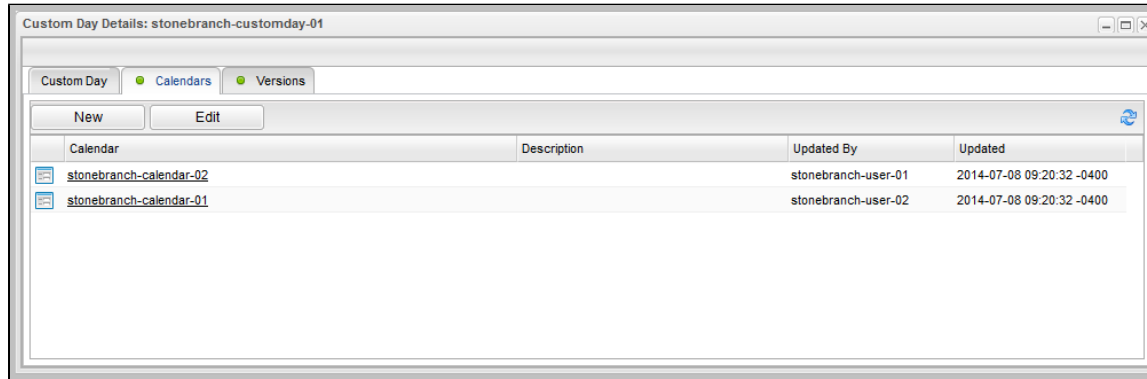 Custom Day Details: stonebranch-customday-01
Custom Day Calendars Versions
New Edit
Calendar Description Updated By Updated
stonebranch-calendar-02 stonebranch-user-01 2014-07-08 09:20:32 -0400
stonebranch-calendar-01 stonebranch-user-02 2014-07-08 09:20:32 -0400